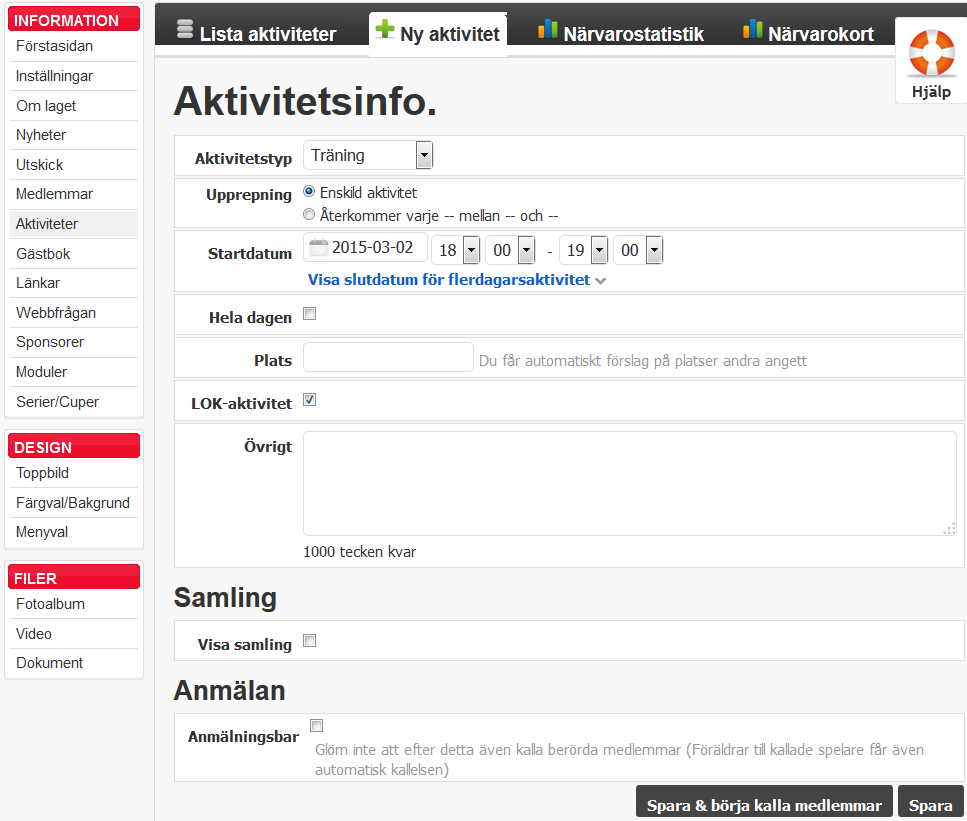 INFORMATION
Förstasidan
Inställningar
Om laget
Nyheter
Utskick
Medlemmar
Aktiviteter
Gästbok
Länkar
Webbfrågan
Sponsorer
Moduler
Serier/Cuper
DESIGN
Toppbild
Färgval/Bakgrund
Menyval
FILER
Fotoalbum
Video
Dokument
Lista aktiviteter Ny aktivitet Närvarostatistik Närvarokort
Hjälp
Aktivitetsinfo.
Aktivitetstyp Träning
Upprepning Enskild aktivitet
Återkommer varje -- mellan -- och --
Startdatum 2015-03-02 18 00 - 19 00
Visa slutdatum för flerdagarsaktivitet
Hela dagen
Plats Du får automatiskt förslag på platser andra angett
LOK-aktivitet
Övrigt
1000 tecken kvar
Samling
Visa samling
Anmälan
Anmälningsbar
Glöm inte att efter detta även kalla berörda medlemmar (Föräldrar till kallade spelare får även
automatisk kallelsen)
Spara & börja kalla medlemmar Spara